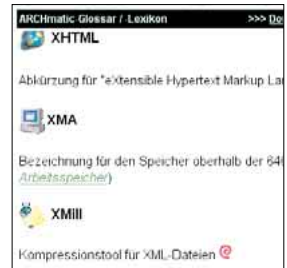 ARCHmatic-Glossar / -Lexikon >>> Do
XHTML
Abkürzung für "eXtensible Hypertext Markup Lan
XMA
Bezeichnung für den Speicher oberhalb der 64
Arbeitsspeicher)
XMill
Kompressionstool für XML-Dateien @